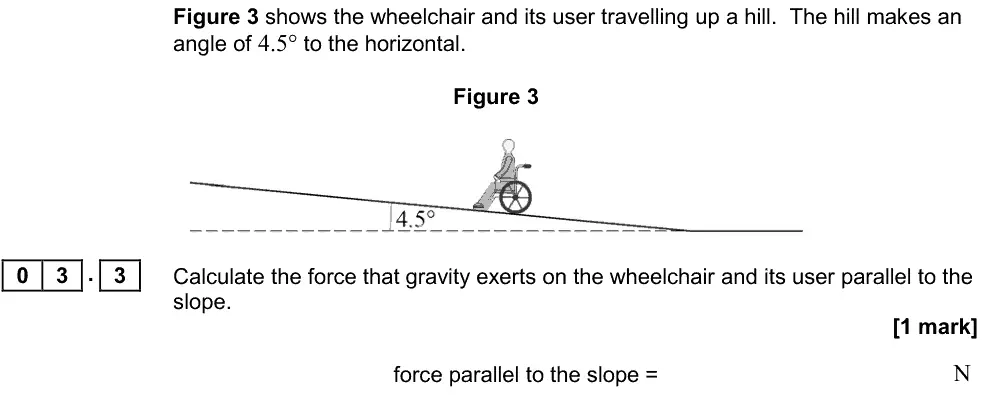 Figure 3 shows the wheelchair and its user travelling up a hill. The hill makes an
angle of 4.5° to the horizontal.
Figure 3
4.5°
0 3 . 3 Calculate the force that gravity exerts on the wheelchair and its user parallel to the
slope.
[1 mark]
force parallel to the slope = N